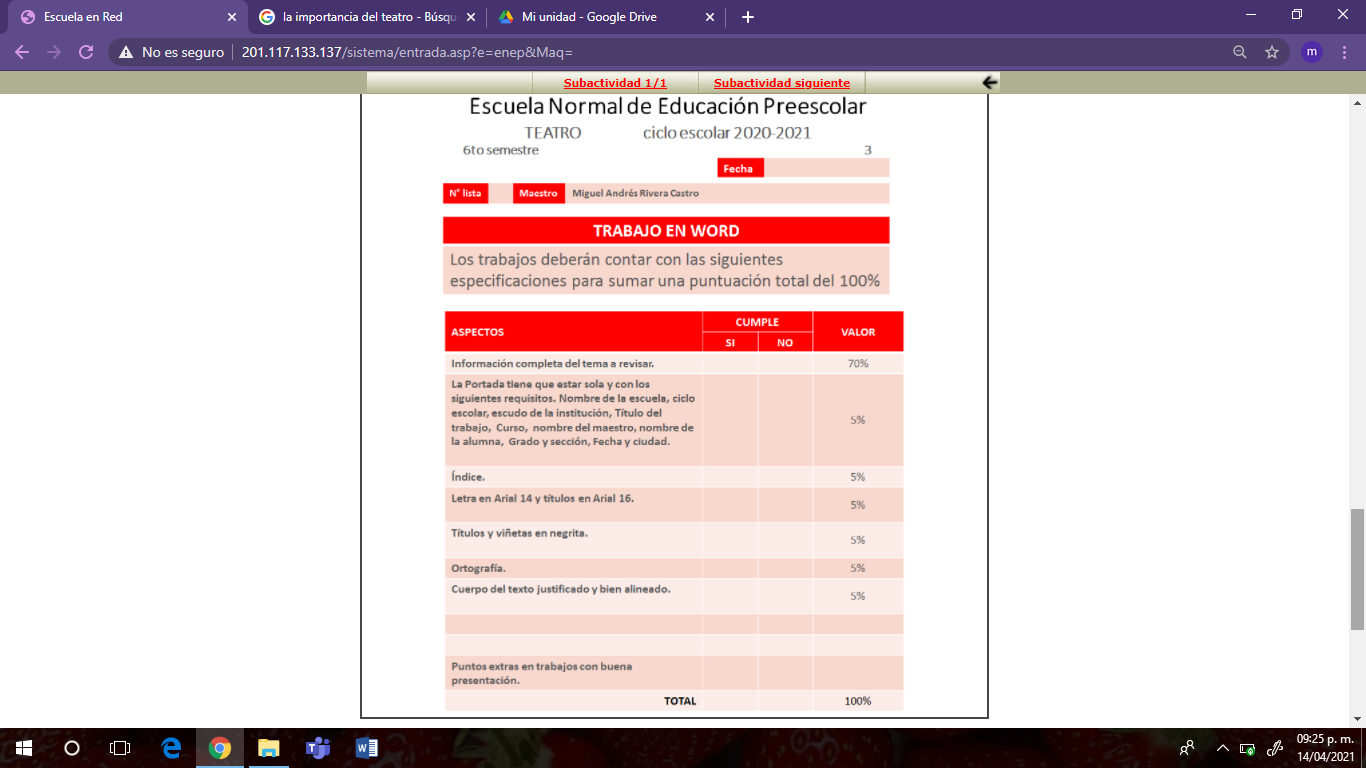 Escuela en Red
la importancia del teatro - Búsqu
Mi unidad - Google Drive
No es seguro
201.117.133.137/sistema/entrada.asp?e=enep&Maq=
m
Subactividad 1/1
Subactividad siguiente
Escuela Normal de Educación Preescolar
TEATRO ciclo escolar 2020-2021
6to semestre 3
Fecha
N° lista
Maestro
Miguel Andrés Rivera Castro
TRABAJO EN WORD
Los trabajos deberán contar con las siguientes
especificaciones para sumar una puntuación total del 100%
ASPECTOS
CUMPLE
VALOR
SI
NO
Información completa del tema a revisar.
70%
La Portada tiene que estar sola y con los
siguientes requisitos. Nombre de la escuela, ciclo
escolar, escudo de la institución, Título del
trabajo, Curso, nombre del maestro, nombre de
la alumna, Grado y sección, Fecha y ciudad.
5%
Índice.
5%
Letra en Arial 14 y títulos en Arial 16.
5%
Títulos y viñetas en negrita.
5%
Ortografía.
5%
Cuerpo del texto justificado y bien alineado.
5%
Puntos extras en trabajos con buena
presentación.
TOTAL
100%
09:25 p. m.
14/04/2021